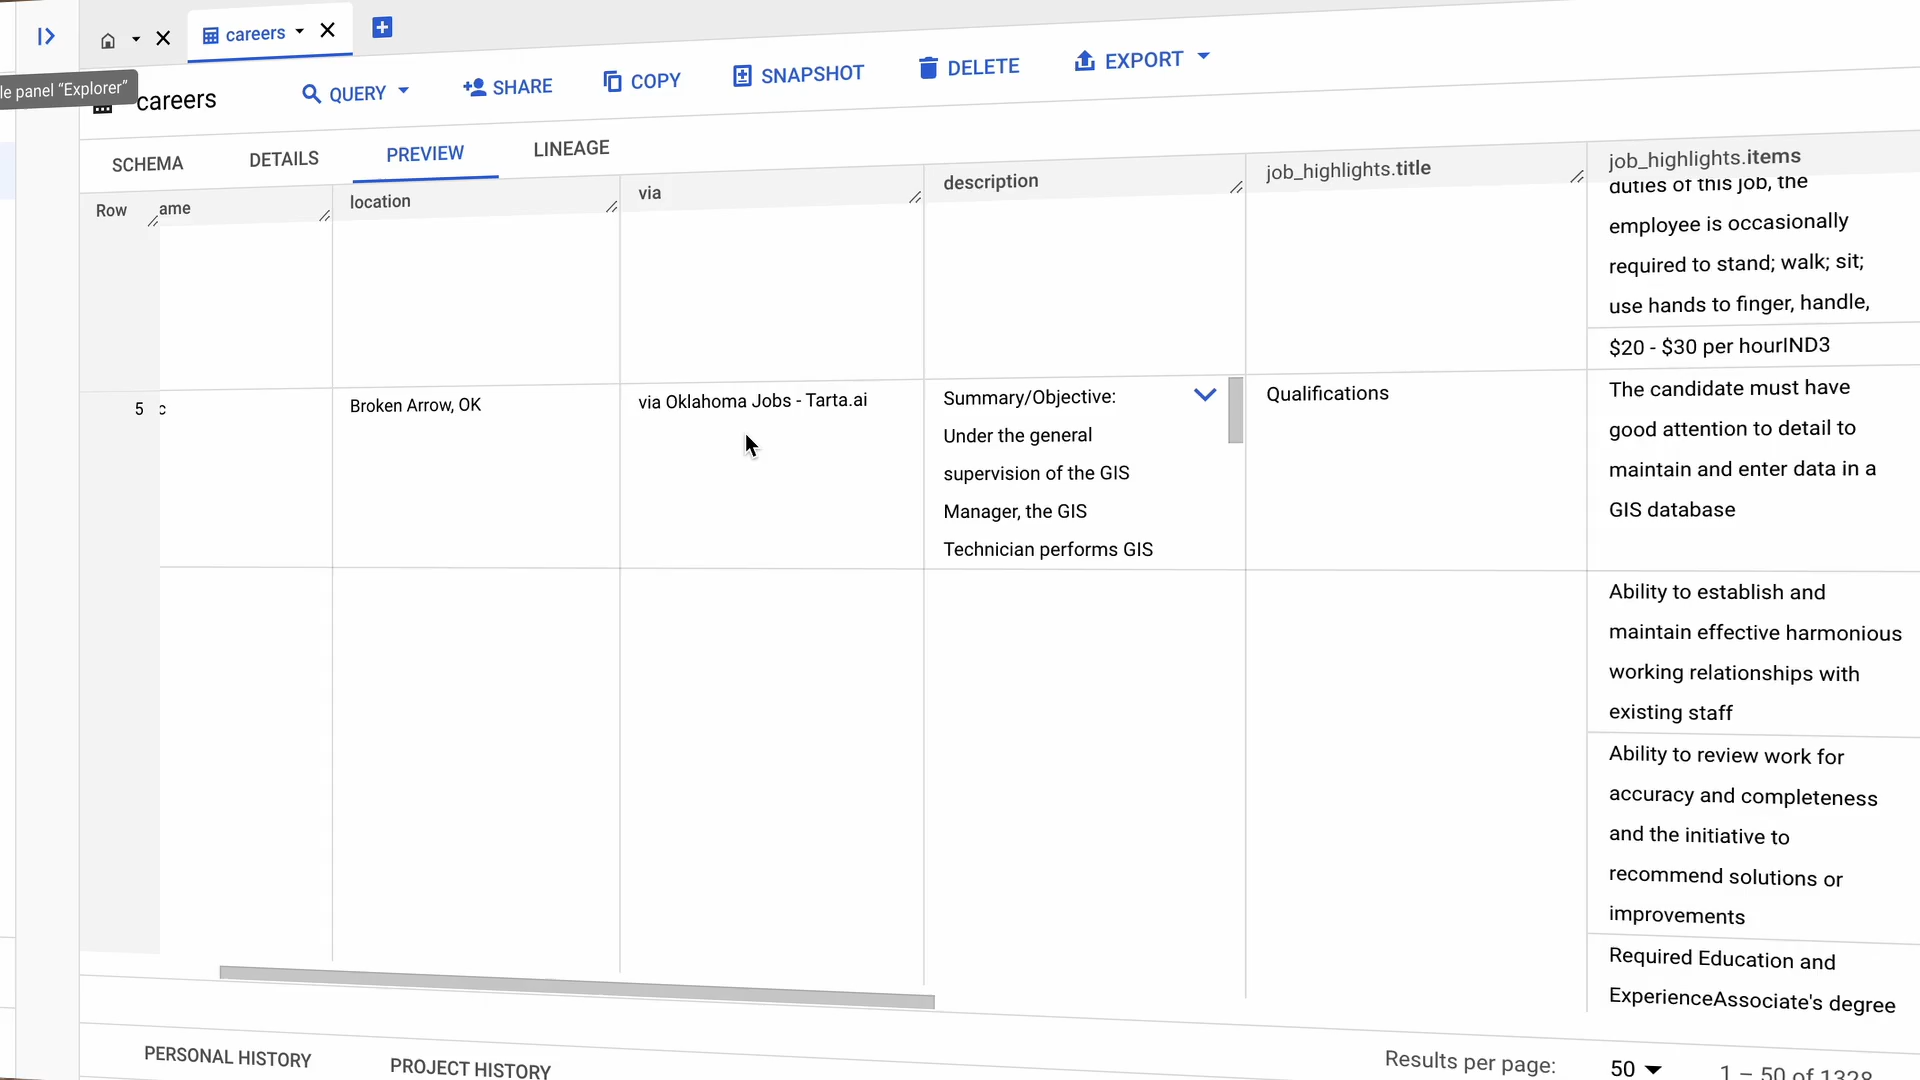 careers
le panel “Explorer”
careers
QUERY
SHARE
COPY
SNAPSHOT
DELETE
EXPORT
SCHEMA
DETAILS
PREVIEW
LINEAGE
Row
ame
location
via
description
job_highlights.title
job_highlights.items
duties of this job, the
employee is occasionally
required to stand; walk; sit;
use hands to finger, handle,
$20 - $30 per hourIND3
5
c
Broken Arrow, OK
via Oklahoma Jobs - Tarta.ai
Summary/Objective:
Under the general
supervision of the GIS
Manager, the GIS
Technician performs GIS
Qualifications
The candidate must have
good attention to detail to
maintain and enter data in a
GIS database
Ability to establish and
maintain effective harmonious
working relationships with
existing staff
Ability to review work for
accuracy and completeness
and the initiative to
recommend solutions or
improvements
Required Education and
ExperienceAssociate's degree
PERSONAL HISTORY
PROJECT HISTORY
Results per page:
50
1 – 50 of 1328